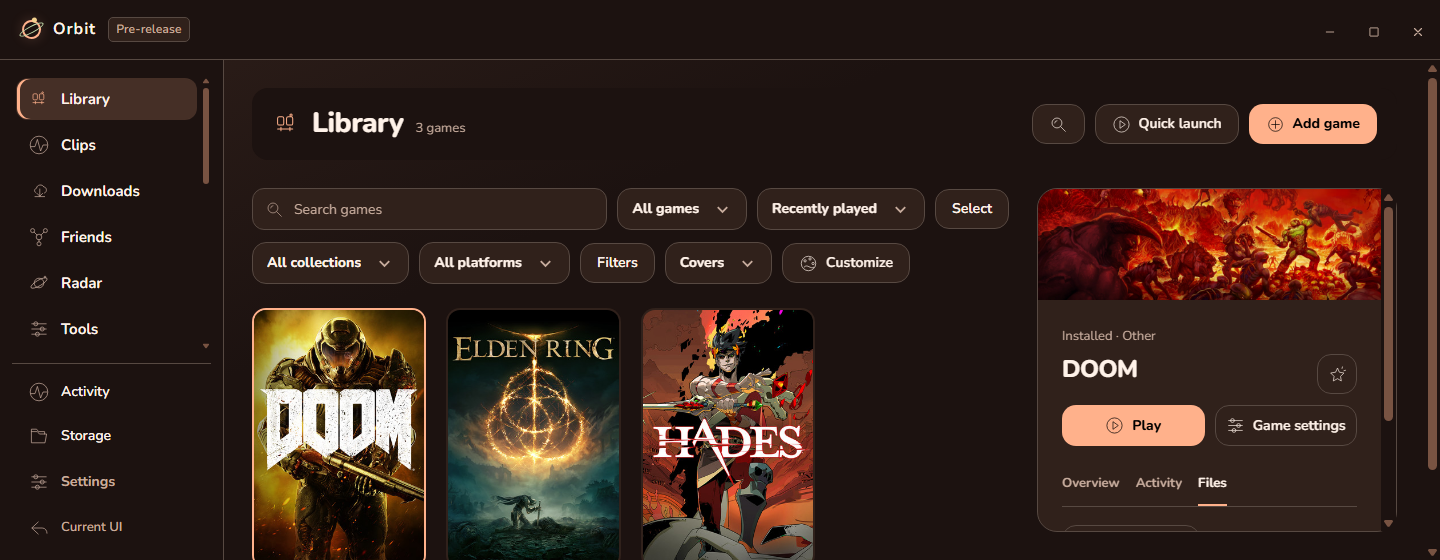 Orbit Pre-release
Library
Clips
Downloads
Friends
Radar
Tools
Activity
Storage
Settings
Current UI
Library 3 games
Quick launch
Add game
Search games
All games
Recently played
Select
All collections
All platforms
Filters
Covers
Customize
DOOM
ELDEN RING
HADES
Installed · Other
DOOM
Play
Game settings
Overview Activity Files